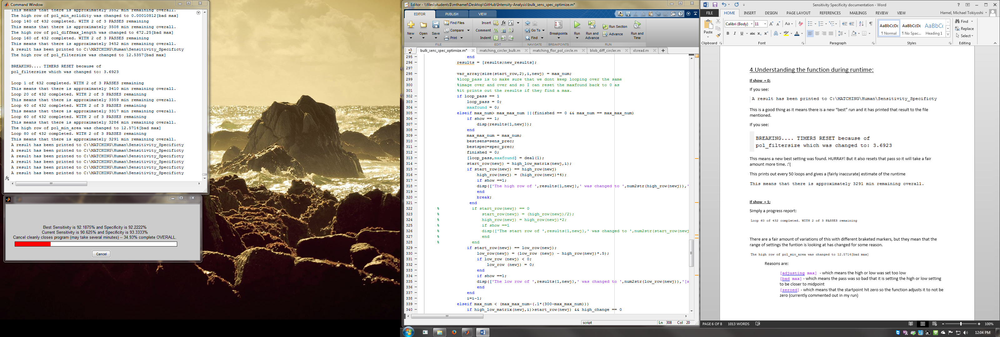 Command Window
This means that there is approximately 3552 min remaining overall.
The high row of pol_min_solidity was changed to 0.00010812[bad max]
Loop 140 of 432 completed. WITH 2 of 3 PASSES remaining
This means that there is approximately 3508 min remaining overall.
The high row of pol_diffmax_length was changed to 672.25[bad max]
Loop 160 of 432 completed. WITH 2 of 3 PASSES remaining
This means that there is approximately 3452 min remaining overall.
A result has been printed to C:\MATCHING\Human\Sensitivity_Specificty
The high row of pol_filtersize was changed to 12.5357[bad max]
BREAKING.... TIMERS RESET because of
pol_filtersize which was changed to: 3.6923
Loop 1 of 432 completed. WITH 2 of 3 PASSES remaining
This means that there is approximately 3410 min remaining overall.
Loop 20 of 432 completed. WITH 2 of 3 PASSES remaining
This means that there is approximately 3359 min remaining overall.
Loop 40 of 432 completed. WITH 2 of 3 PASSES remaining
This means that there is approximately 3317 min remaining overall.
Loop 60 of 432 completed. WITH 2 of 3 PASSES remaining
This means that there is approximately 3286 min remaining overall.
The high row of pol_min_area was changed to 12.5714[bad max]
Loop 80 of 432 completed. WITH 2 of 3 PASSES remaining
This means that there is approximately 3291 min remaining overall.
A result has been printed to C:\MATCHING\Human\Sensitivity_Specificty
A result has been printed to C:\MATCHING\Human\Sensitivity_Specificty
A result has been printed to C:\MATCHING\Human\Sensitivity_Specificty
A result has been printed to C:\MATCHING\Human\Sensitivity_Specificty
A result has been printed to C:\MATCHING\Human\Sensitivity_Specificty
A result has been printed to C:\MATCHING\Human\Sensitivity_Specificty
fx
Best Sensitivity is 92.1875% and Specificity is 92.2222%
Current Sensitivity is 90.625% and Specificity is 93.3333%
Cancel cleanly closes program (may take several minutes) -- 34.93% complete OVERALL.
Cancel
Editor - \\files\students$\mthamel\Desktop\GitHub\Intensity-Analysis\bulk_sens_spec_optimize.m*
EDITOR PUBLISH VIEW
New Open Save Find Files Compare Print
Insert fx Comment % Indent
Go To Find
Breakpoints
Run Run and Advance Run Section Advance Run and Time
FILE EDIT NAVIGATE BREAKPOINTS RUN
+3 bulk_sens_spec_optimize.m* matching_circler_bulk.m matching_flor_pol_circle.m blob_diff_circler.m xlsread.m +
295 end
296 results = [results;new_results];
297
298 var_array(size(start_row,2),i,newj) = max_num;
299 %loop_pass is to make sure that we dont keep looping over the same
300 %image over and over and so I can reset the maxfound back to 0 as
301 %it prints out the results if they find a max.
302 if loop_pass == 1
303 loop_pass = 0;
304 maxfound = 0;
305 elseif max_num> max_max_num ||(finished == 0 && max_num == max_max_num)
306 if show == 1;
307 disp(results{1,newj});
308 end
309 max_max_num = max_num;
310 bestsens=sens_prec;
311 bestspec=spec_prec;
312 finished = 0;
313 [loop_pass,maxfound] = deal(1);
314 start_row(newj) = high_low_matrix(newj,i);
315 if start_row(newj) == high_row(newj)
316 high_row(newj) = (high_row(newj)*4);
317 if show ==1;
318 disp(['The high row of ',results{1,newj},' was changed to ',num2str(high_row(newj)),'
319 end
320 break;
321 end
322 % if start_row(newj) == 0
323 % start_row(newj) = (high_row(newj)/2);
324 % high_row(newj) = high_row(newj)*2;
325 % if show ==1
326 % disp(['The start row of ',results{1,newj},' was changed to ',num2str(start_row(newj
327 % end
328 % end
329 if start_row(newj) == low_row(newj);
330 low_row(newj) = (low_row (newj) - high_row(newj)*.5);
331 if low_row (newj) < 0;
332 low_row (newj) = 0;
333 end
334 if show ==1;
335 disp(['The low row of ',results{1,newj},' was changed to ',num2str(low_row(newj)),'[a
336 end
337 end
338 i=i-1;
339 elseif max_num < (max_max_num-(.1*(300-max_max_num)))
340 if high_low_matrix(newj,i)>start_row(newj) && high_change == 0
script Ln 308 Col 20
Sensitivity Specificity documentation - Word
FILE HOME INSERT DESIGN PAGE LAYOUT REFERENCES MAILINGS REVIEW VIEW Hamel, Michael Tokiyoshi
Paste Calibri (Body) 11 Aa B I U abc
AaBbCcDc AaBbCcDc AaBbCc
¶ Normal ¶ No Spac... Heading 1
Find
Replace
Select
Clipboard Font Paragraph Styles Editing
4.Understanding the function during runtime:
If show = 0;
If you see:
A result has been printed to C:\MATCHING\Human\Sensitivity_Specificty
This is a good thing as it means there is a new “best” run and it has printed that result to the file
mentioned.
If you see:
BREAKING.... TIMERS RESET because of
pol_filtersize which was changed to: 3.6923
This means a new best setting was found. HURRAY! But it also resets that pass so it will take a fair
amount more time. :’(
This prints out every 50 loops and gives a (fairly inaccurate) estimate of the runtime
This means that there is approximately 3291 min remaining overall.
If show = 1;
Simply a progress report:
Loop 60 of 432 completed. WITH 2 of 3 PASSES remaining
There are a fair amount of variations of this with different braketed markers, but they mean that the
range of settings the funtion is looking at has changed for some reason.
The high row of pol_min_area was changed to 12.5714[bad max]
Reasons are:
[adjusting max] - which means the high or low was set too low
[bad max] - which means the pass was so bad that it is setting the high or low setting
to be closer to midpoint
[zeroed] - which means that the startpoint hit zero so the function adjusts it to not be
zero (currently commented out in my run)
PAGE 6 OF 8 1013 WORDS 100%
12:04 PM